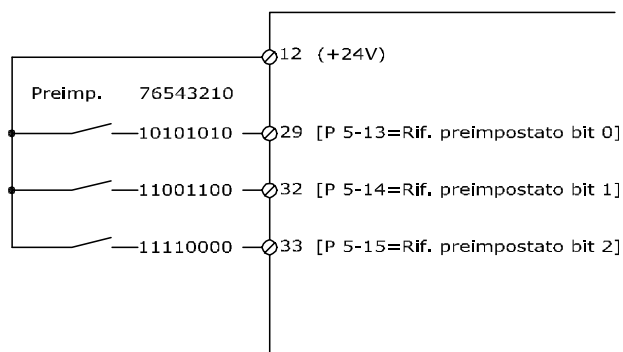 12 (+24V)
Preimp. 76543210
10101010 29 [P 5-13=Rif. preimpostato bit 0]
11001100 32 [P 5-14=Rif. preimpostato bit 1]
11110000 33 [P 5-15=Rif. preimpostato bit 2]